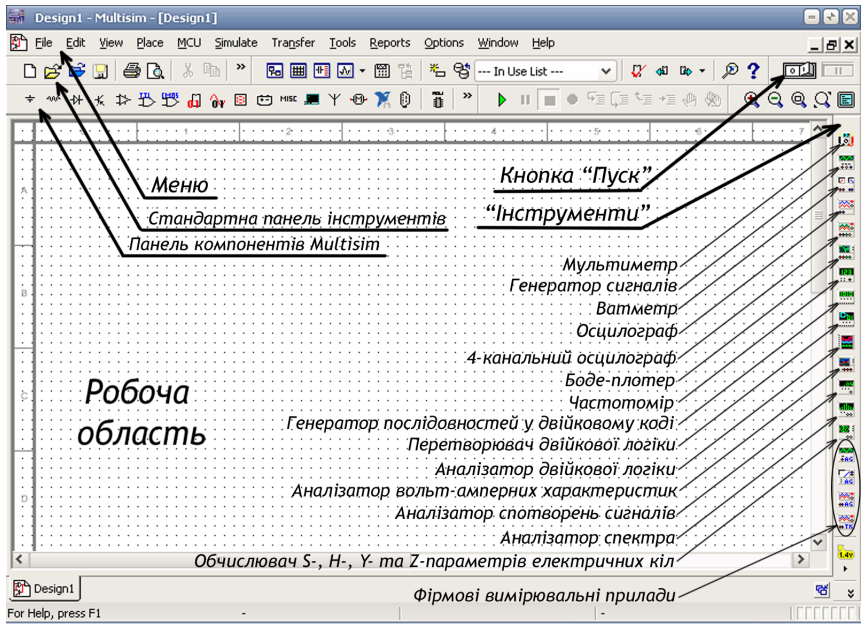 Design1 - Multisim - [Design1]
File Edit View Place MCU Simulate Transfer Tools Reports Options Window Help
--- In Use List ---
Меню
Кнопка “Пуск”
Стандартна панель інструментів
“Інструменти”
Панель компонентів Multisim
Мультиметр
Генератор сигналів
Ватметр
Осцилограф
4-канальний осцилограф
Боде-плотер
Частотомір
Робоча
область
Генератор послідовностей у двійковому коді
Перетворювач двійкової логіки
Аналізатор двійкової логіки
Аналізатор вольт-амперних характеристик
Аналізатор спотворень сигналів
Аналізатор спектра
Обчислювач S-, H-, Y- та Z-параметрів електричних кіл
Фірмові вимірювальні прилади
Design1
For Help, press F1